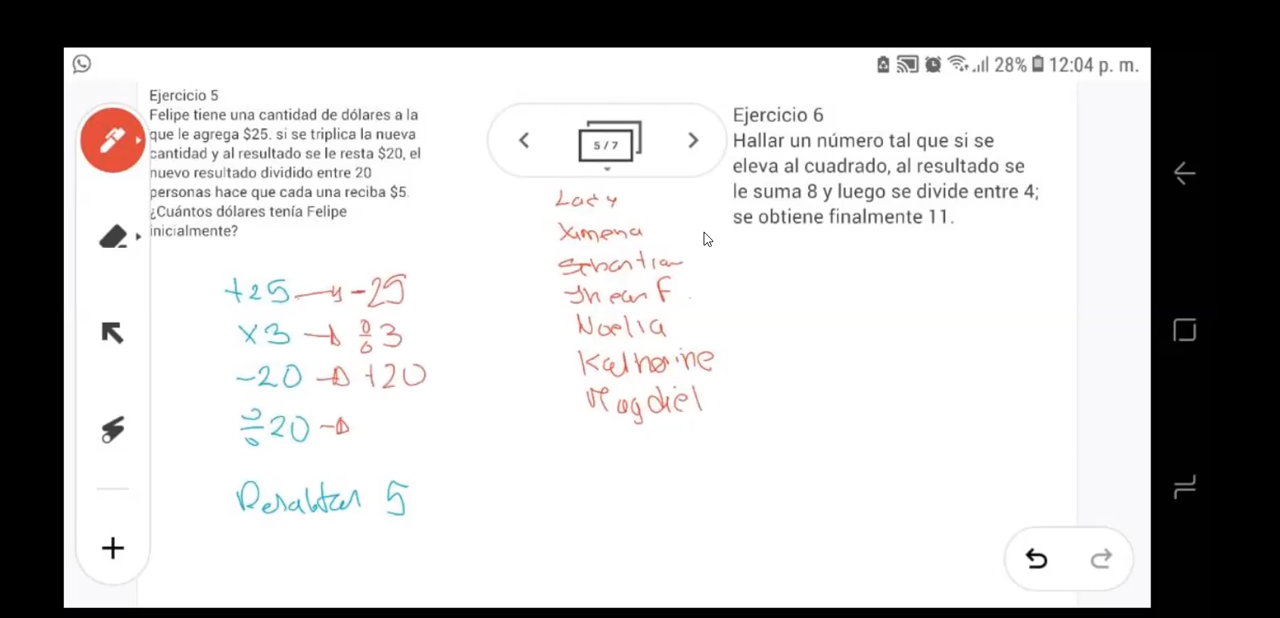 28% 12:04 p. m.
Ejercicio 5
Felipe tiene una cantidad de dólares a la
que le agrega $25. si se triplica la nueva
cantidad y al resultado se le resta $20, el
nuevo resultado dividido entre 20
personas hace que cada una reciba $5.
¿Cuántos dólares tenía Felipe
inicialmente?
+25 → -25
×3 → ÷3
-20 → +20
÷20 →
5
5 / 7
Lady
Ximena
Sebastian
Jhean F
Noelia
Katherine
Magdiel
Ejercicio 6
Hallar un número tal que si se
eleva al cuadrado, al resultado se
le suma 8 y luego se divide entre 4;
se obtiene finalmente 11.